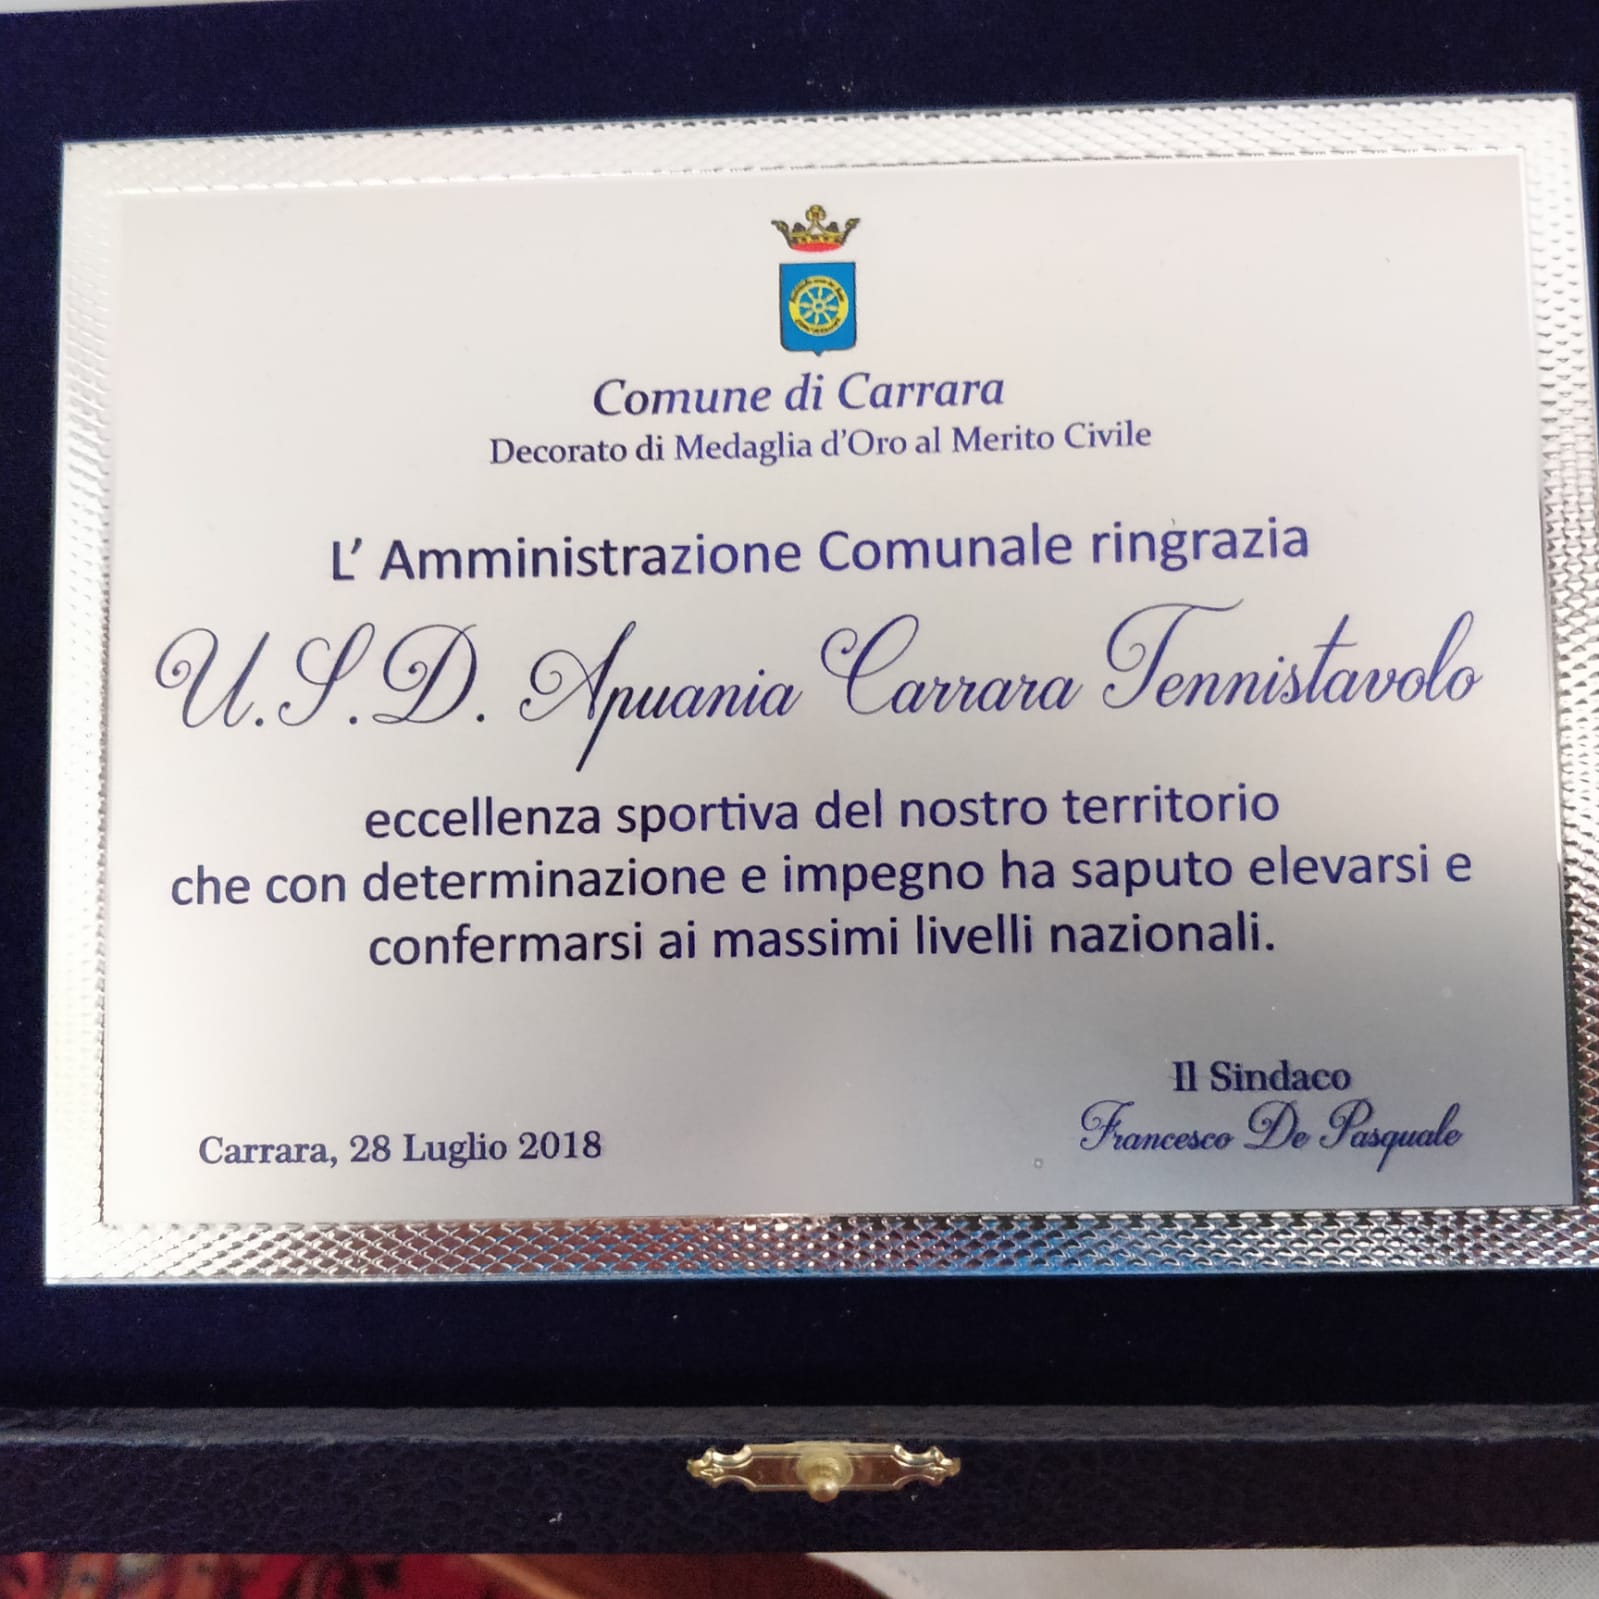 Comune di Carrara
Decorato di Medaglia d'Oro al Merito Civile
L' Amministrazione Comunale ringrazia
U.S.D. Apuania Carrara Tennistavolo
eccellenza sportiva del nostro territorio
che con determinazione e impegno ha saputo elevarsi e
confermarsi ai massimi livelli nazionali.
Il Sindaco
Francesco De Pasquale
Carrara, 28 Luglio 2018